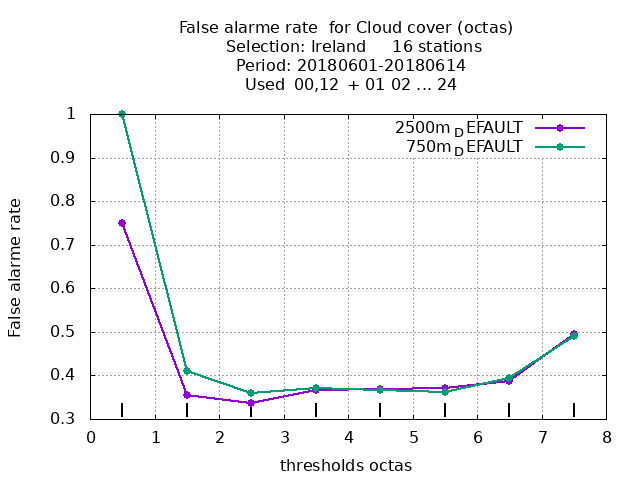 False alarme rate  for Cloud cover (octas)
Selection: Ireland     16 stations
Period: 20180601-20180614
Used  00,12  + 01 02 ... 24
2500m_DEFAULT
750m_DEFAULT
1
0.9
0.8
0.7
0.6
0.5
0.4
0.3
False alarme rate
0 1 2 3 4 5 6 7 8
thresholds octas